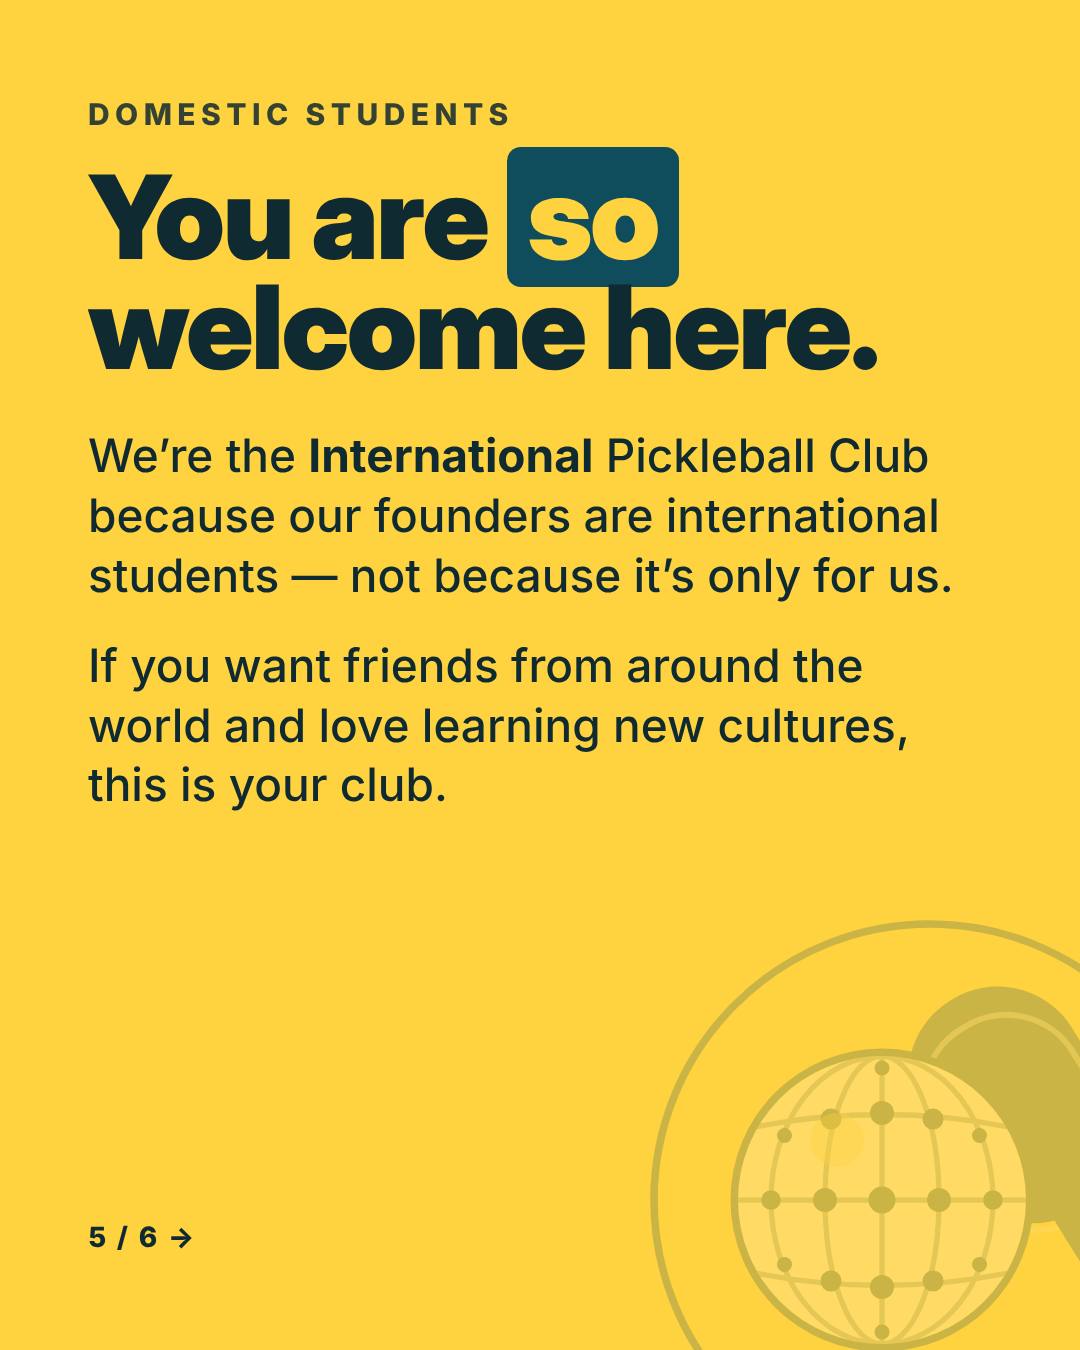 DOMESTIC STUDENTS
You are so
welcome here.
We’re the International Pickleball Club
because our founders are international
students — not because it’s only for us.
If you want friends from around the
world and love learning new cultures,
this is your club.
5 / 6 →